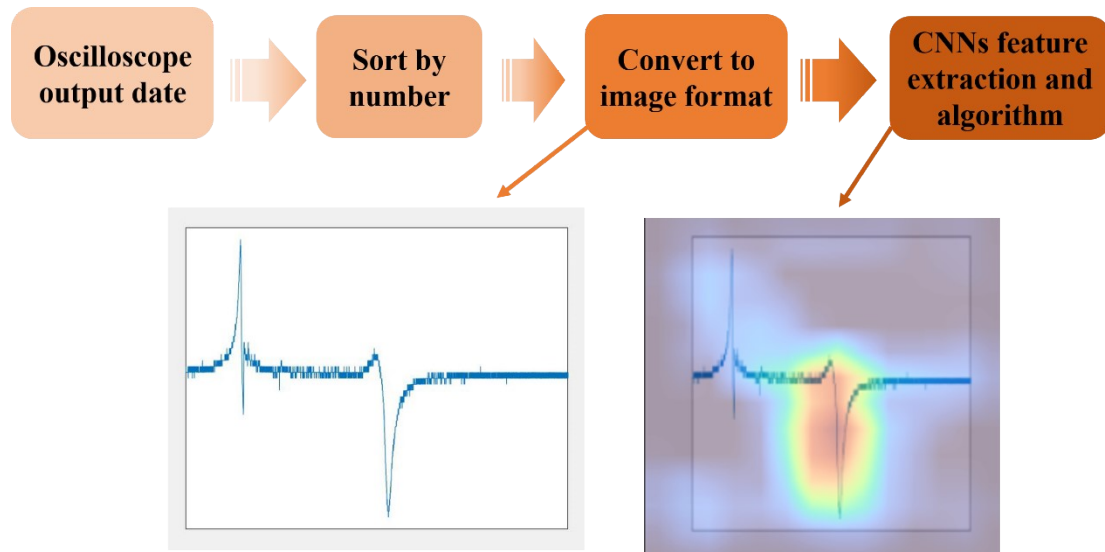 Oscilloscope
output date
Sort by
number
Convert to
image format
CNNs feature
extraction and
algorithm